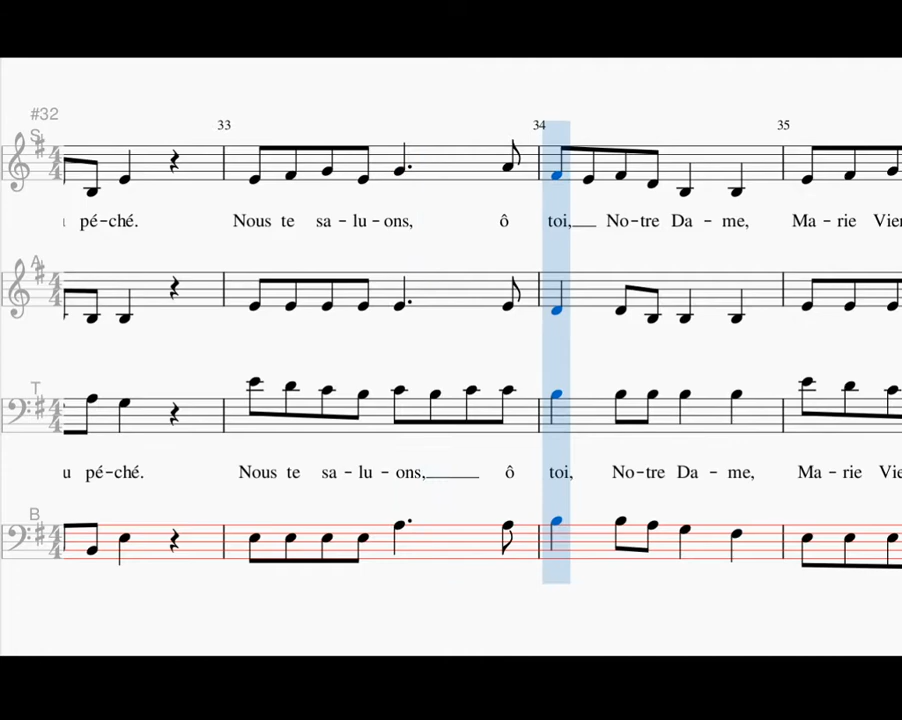 #32
33 34 35
S
pé-ché. Nous te sa-lu-ons, ô toi, No-tre Da-me, Ma-rie
A
T
u pé-ché. Nous te sa-lu-ons, ô toi, No-tre Da-me, Ma-rie
B